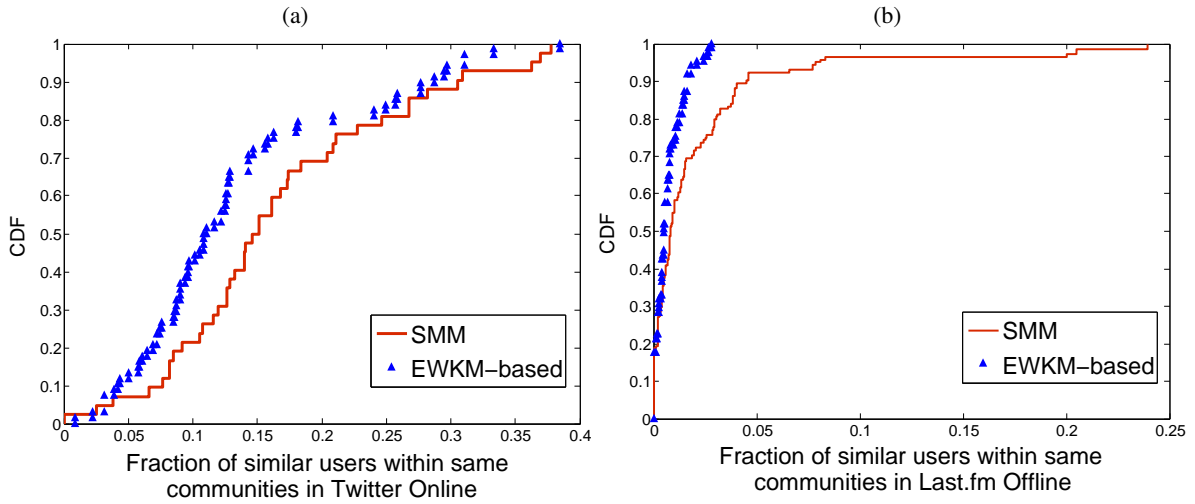 (a)
1
0.9
0.8
0.7
0.6
0.5
0.4
0.3
0.2
0.1
0
CDF
SMM
EWKM−based
0 0.05 0.1 0.15 0.2 0.25 0.3 0.35 0.4
Fraction of similar users within same
communities in Twitter Online
(b)
1
0.9
0.8
0.7
0.6
0.5
0.4
0.3
0.2
0.1
0
CDF
SMM
EWKM−based
0 0.05 0.1 0.15 0.2 0.25
Fraction of similar users within same
communities in Last.fm Offline